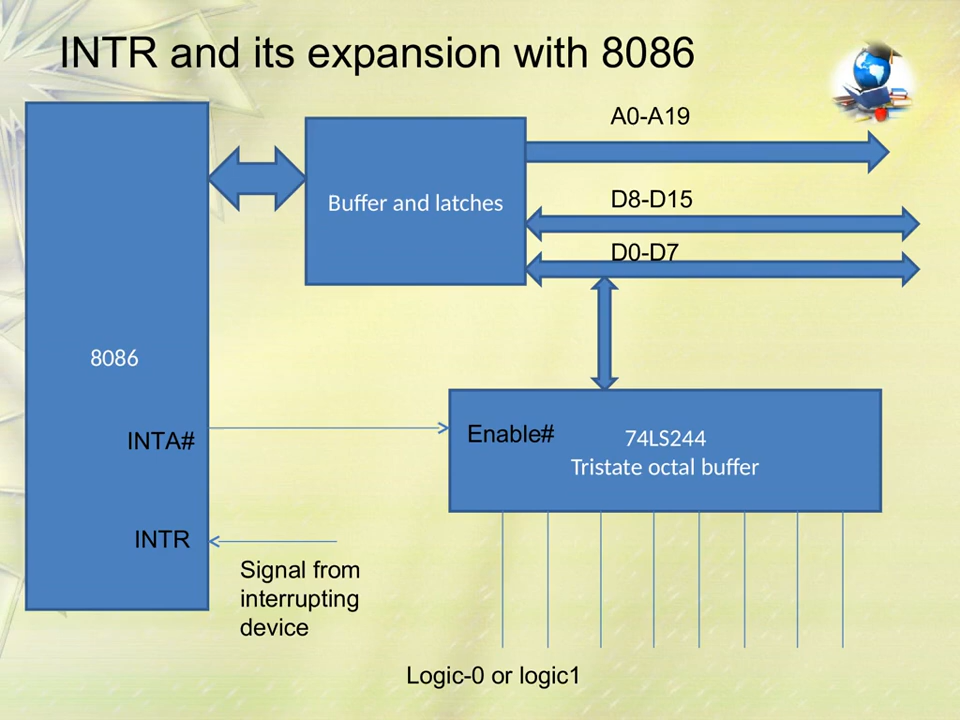 INTR and its expansion with 8086
A0-A19
Buffer and latches
D8-D15
D0-D7
8086
INTA#
Enable#
74LS244
Tristate octal buffer
INTR
Signal from
interrupting
device
Logic-0 or logic1